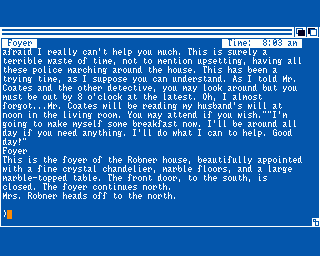 Foyer Time: 8:03 am
afraid I really can't help you much. This is surely a
terrible waste of time, not to mention upsetting, having all
these police marching around the house. This has been a
trying time, as I suppose you can understand. As I told Mr.
Coates and the other detective, you may look around but you
must be out by 8 o'clock at the latest. Oh, I almost
forgot...Mr. Coates will be reading my husband's will at
noon in the living room. You may attend if you wish.""I'm
going to make myself some breakfast now. I'll be around all
day if you need anything. I'll do what I can to help. Good
day!"
Foyer
This is the foyer of the Robner house, beautifully appointed
with a fine crystal chandelier, marble floors, and a large
marble-topped table. The front door, to the south, is
closed. The foyer continues north.
Mrs. Robner heads off to the north.
>